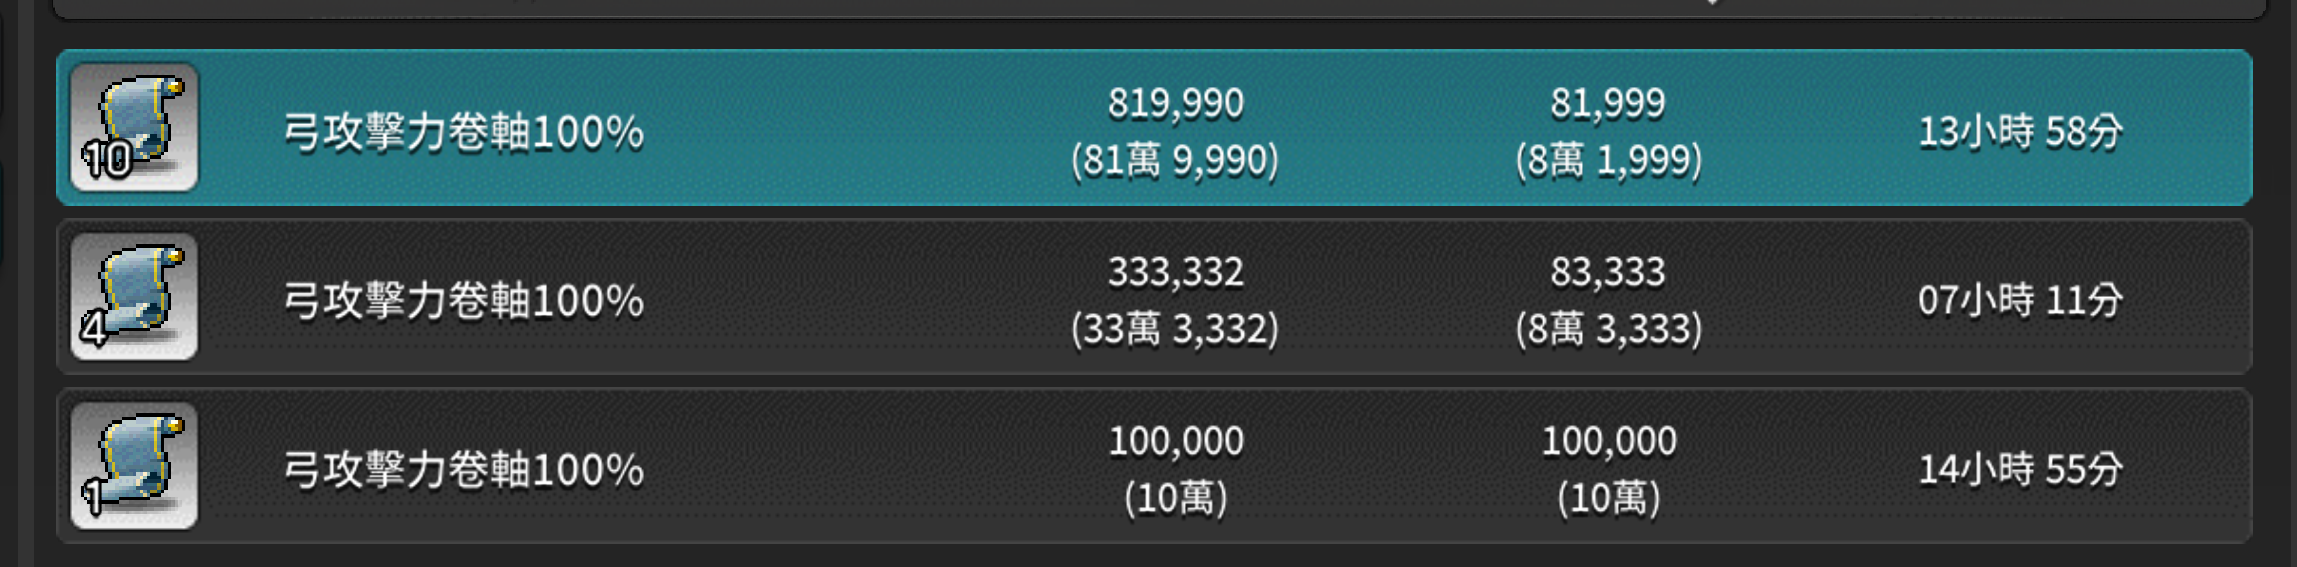 10
弓攻擊力卷軸100%
819,990
(81萬 9,990)
81,999
(8萬 1,999)
13小時 58分
4
弓攻擊力卷軸100%
333,332
(33萬 3,332)
83,333
(8萬 3,333)
07小時 11分
1
弓攻擊力卷軸100%
100,000
(10萬)
100,000
(10萬)
14小時 55分